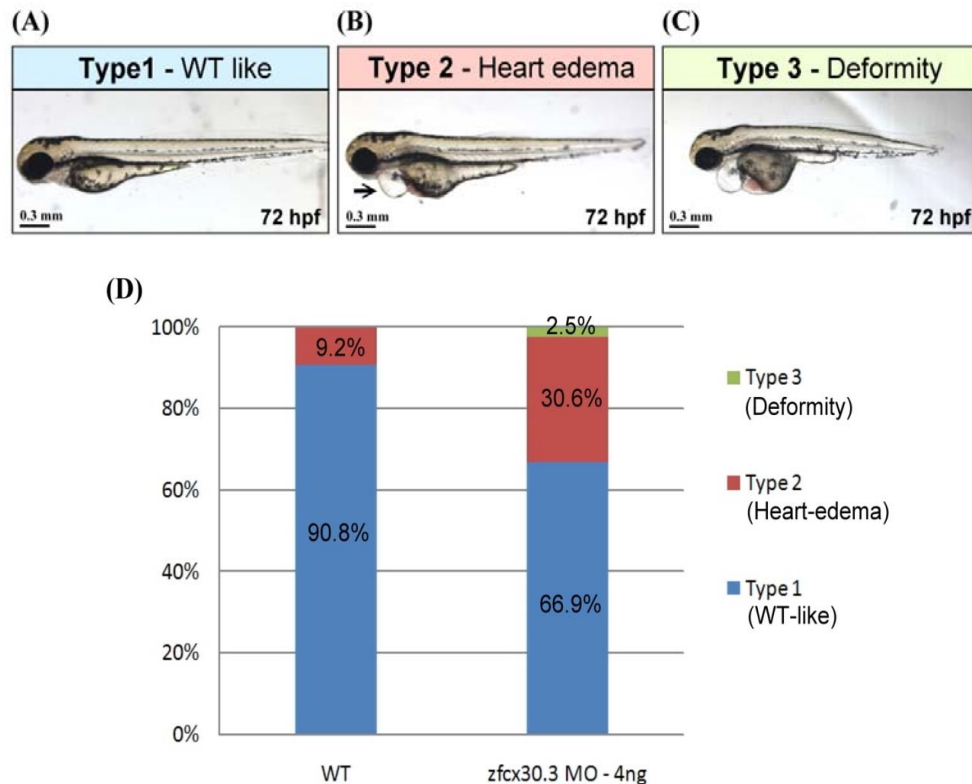 (A)
Type1 - WT like
0.3 mm
72 hpf
(B)
Type 2 - Heart edema
0.3 mm
72 hpf
(C)
Type 3 - Deformity
0.3 mm
72 hpf
(D)
100%
80%
60%
40%
20%
0%
9.2%
90.8%
2.5%
30.6%
66.9%
WT
zfcx30.3 MO - 4ng
Type 3
(Deformity)
Type 2
(Heart-edema)
Type 1
(WT-like)